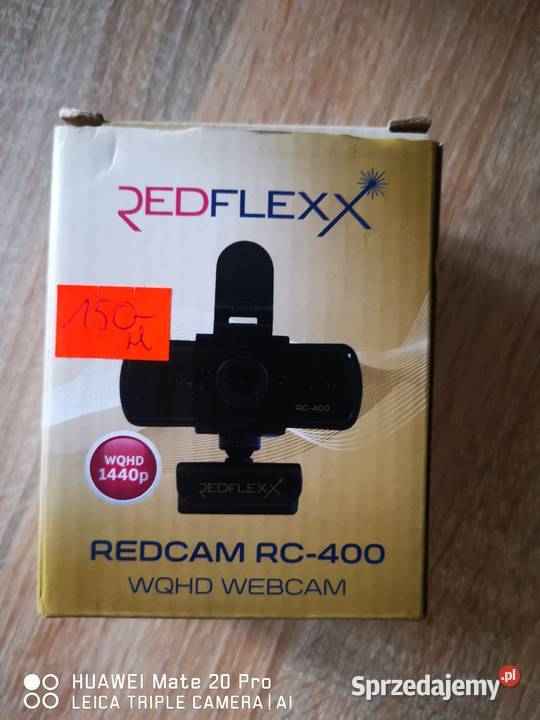 REDFLEXX
150-
RC-400
WQHD
1440p
REDFLEXX
REDCAM RC-400
WQHD WEBCAM
HUAWEI Mate 20 Pro
LEICA TRIPLE CAMERA | AI
Sprzedajemy.pl